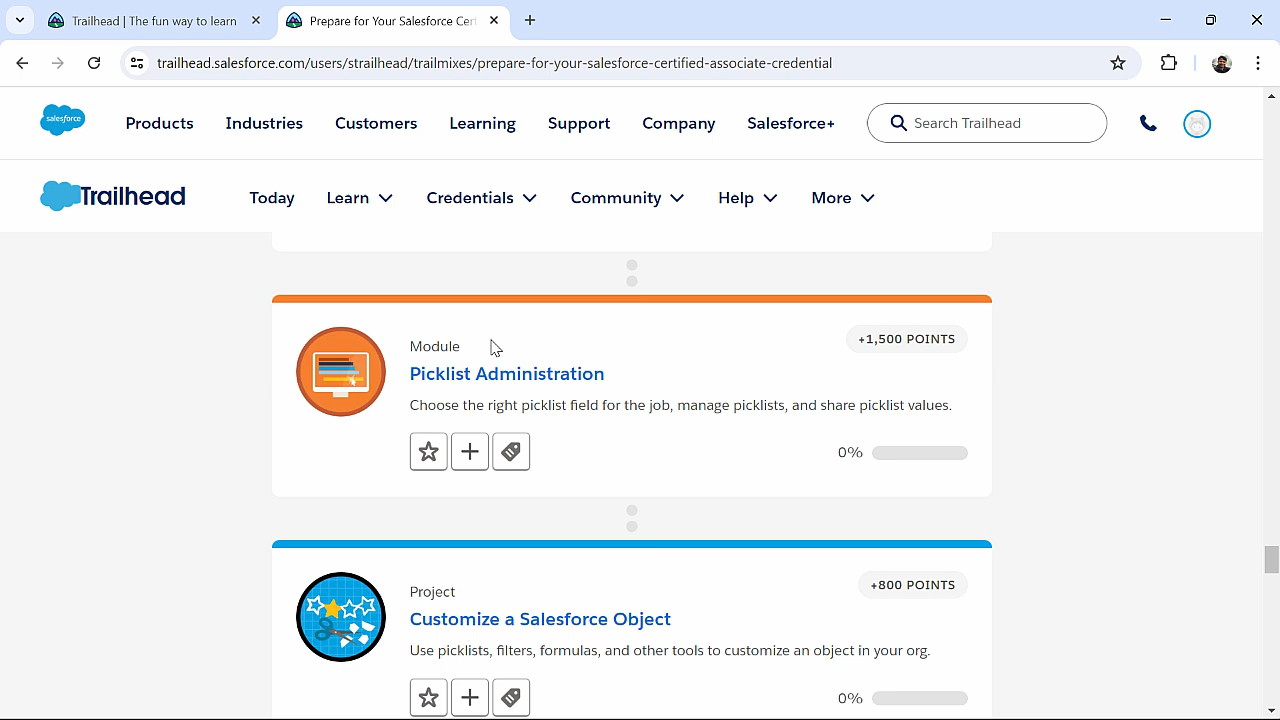 Trailhead | The fun way to learn
Prepare for Your Salesforce Cert
trailhead.salesforce.com/users/strailhead/trailmixes/prepare-for-your-salesforce-certified-associate-credential
salesforce
Products
Industries
Customers
Learning
Support
Company
Salesforce+
Search Trailhead
Trailhead
Today
Learn
Credentials
Community
Help
More
Module
+1,500 POINTS
Picklist Administration
Choose the right picklist field for the job, manage picklists, and share picklist values.
0%
Project
+800 POINTS
Customize a Salesforce Object
Use picklists, filters, formulas, and other tools to customize an object in your org.
0%